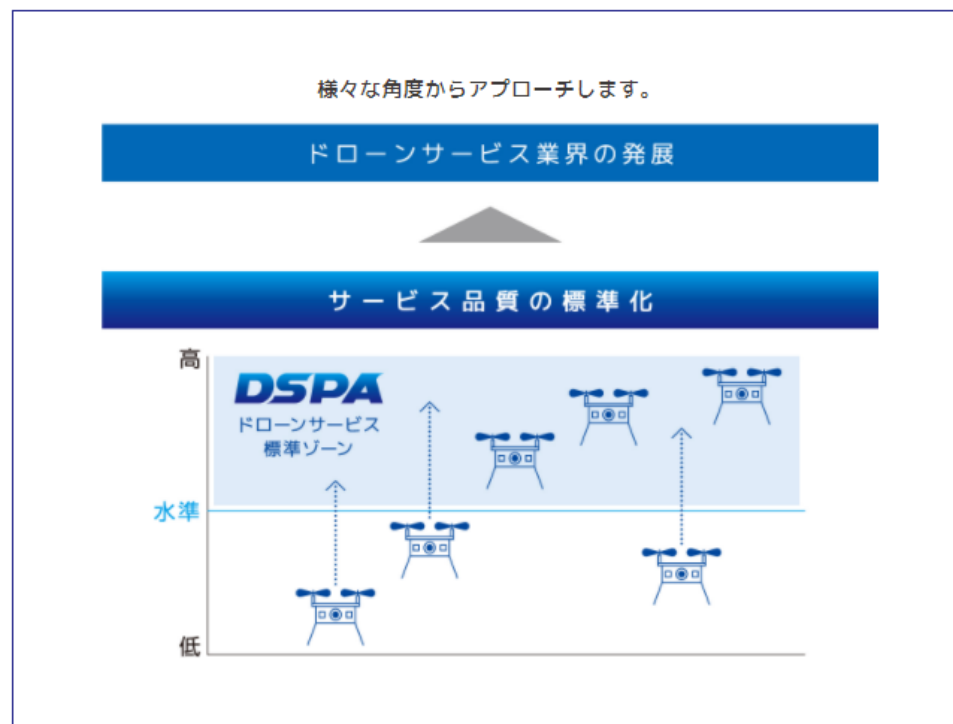 様々な角度からアプローチします。
ドローンサービス業界の発展
サービス品質の標準化
高
DSPA
ドローンサービス
標準ゾーン
水準
低